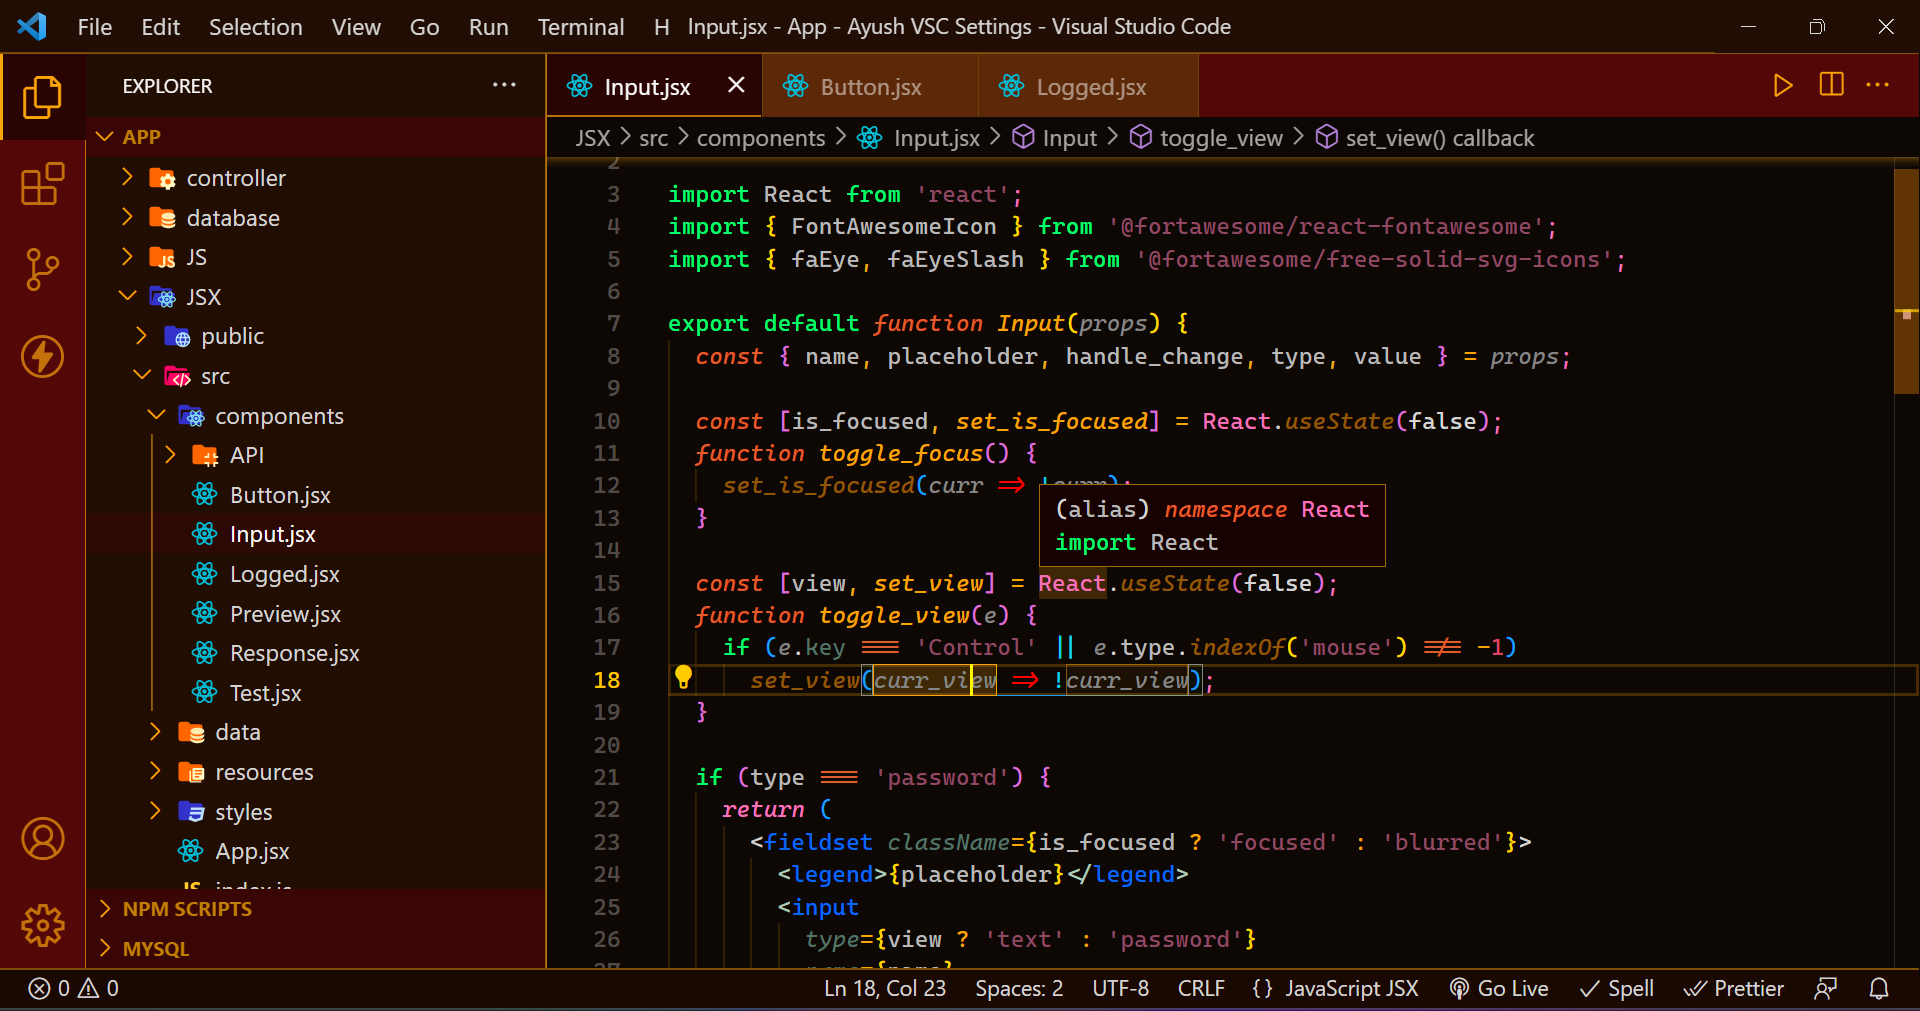 File Edit Selection View Go Run Terminal H Input.jsx - App - Ayush VSC Settings - Visual Studio Code
EXPLORER
APP
controller
database
JS
JSX
public
src
components
API
Button.jsx
Input.jsx
Logged.jsx
Preview.jsx
Response.jsx
Test.jsx
data
resources
styles
App.jsx
JS index.js
NPM SCRIPTS
MYSQL
Input.jsx Button.jsx Logged.jsx
JSX > src > components > Input.jsx > Input > toggle_view > set_view() callback
2
3 import React from 'react';
4 import { FontAwesomeIcon } from '@fortawesome/react-fontawesome';
5 import { faEye, faEyeSlash } from '@fortawesome/free-solid-svg-icons';
6
7 export default function Input(props) {
8 const { name, placeholder, handle_change, type, value } = props;
9
10 const [is_focused, set_is_focused] = React.useState(false);
11 function toggle_focus() {
12 set_is_focused(curr => !curr);
13 }
(alias) namespace React
import React
14
15 const [view, set_view] = React.useState(false);
16 function toggle_view(e) {
17 if (e.key === 'Control' || e.type.indexOf('mouse') !== -1)
18 set_view(curr_view => !curr_view);
19 }
20
21 if (type === 'password') {
22 return (
23 <fieldset className={is_focused ? 'focused' : 'blurred'}>
24 <legend>{placeholder}</legend>
25 <input
26 type={view ? 'text' : 'password'}
27 name={name}
0 0 Ln 18, Col 23 Spaces: 2 UTF-8 CRLF {} JavaScript JSX Go Live Spell Prettier